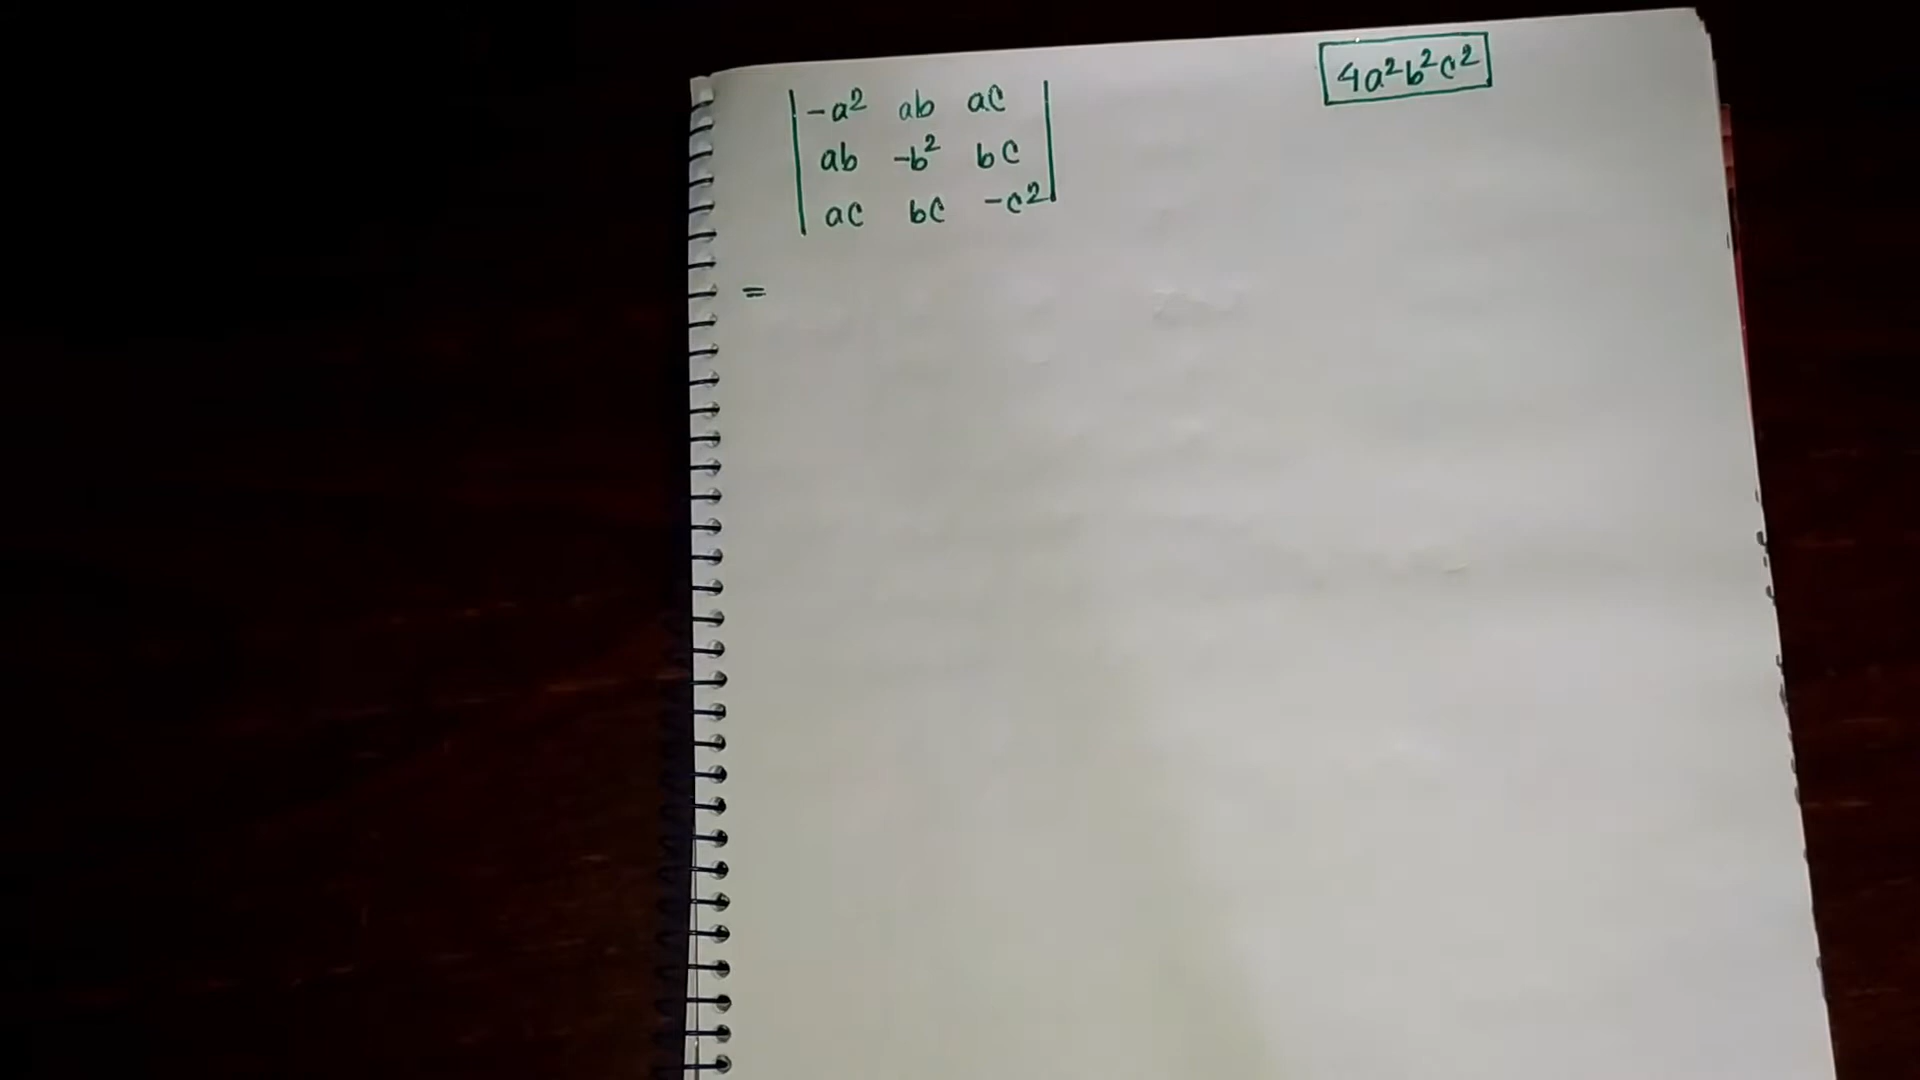 4a²b²c²
| -a² ab ac |
| ab -b² bc |
| ac bc -c² |
=